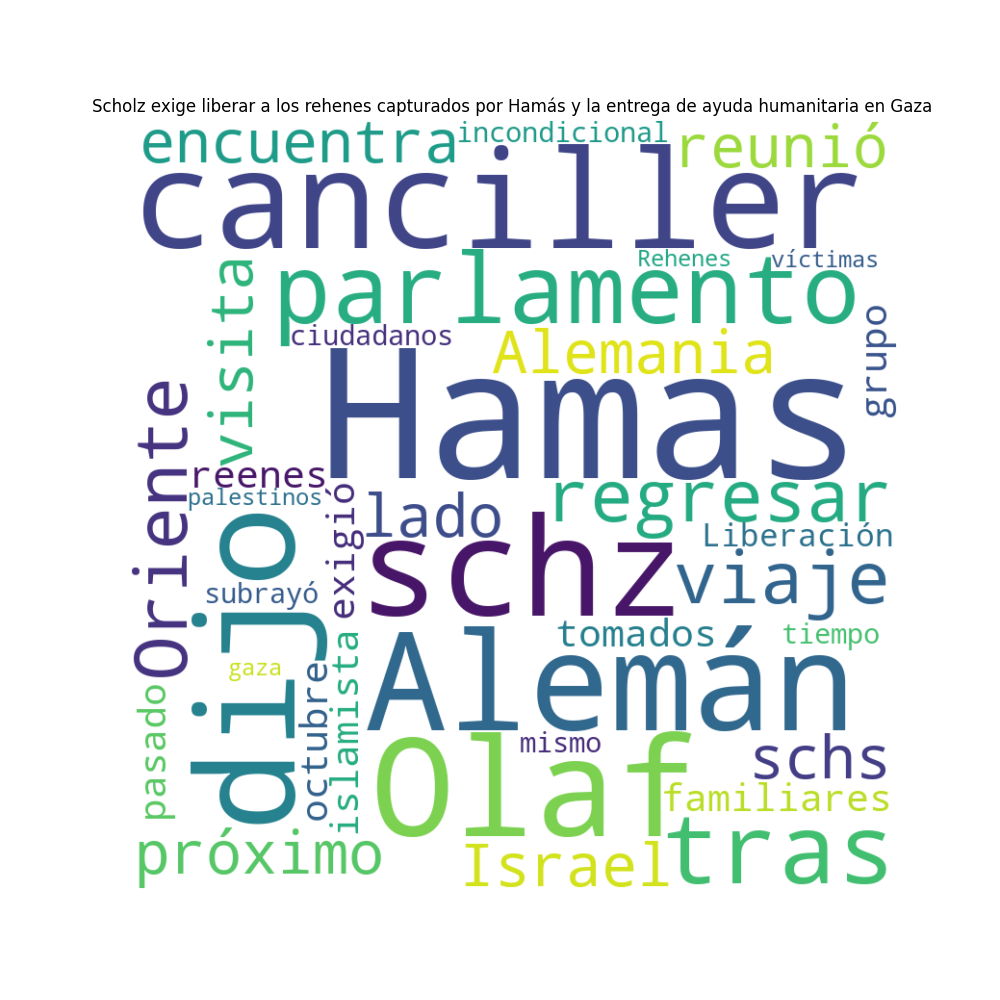 Scholz exige liberar a los rehenes capturados por Hamás y la entrega de ayuda humanitaria en Gaza
encuentra
incondicional
reunió
canciller
Rehenes
víctimas
parlamento
visita
ciudadanos
Alemania
grupo
Hamas
Oriente
reenes
palestinos
exigió
lado
regresar
Liberación
dijo
schz
viaje
subrayó
tomados
tiempo
gaza
Alemán
pasado
octubre
islamista
mismo
Olaf
schs
familiares
próximo
Israel
tras